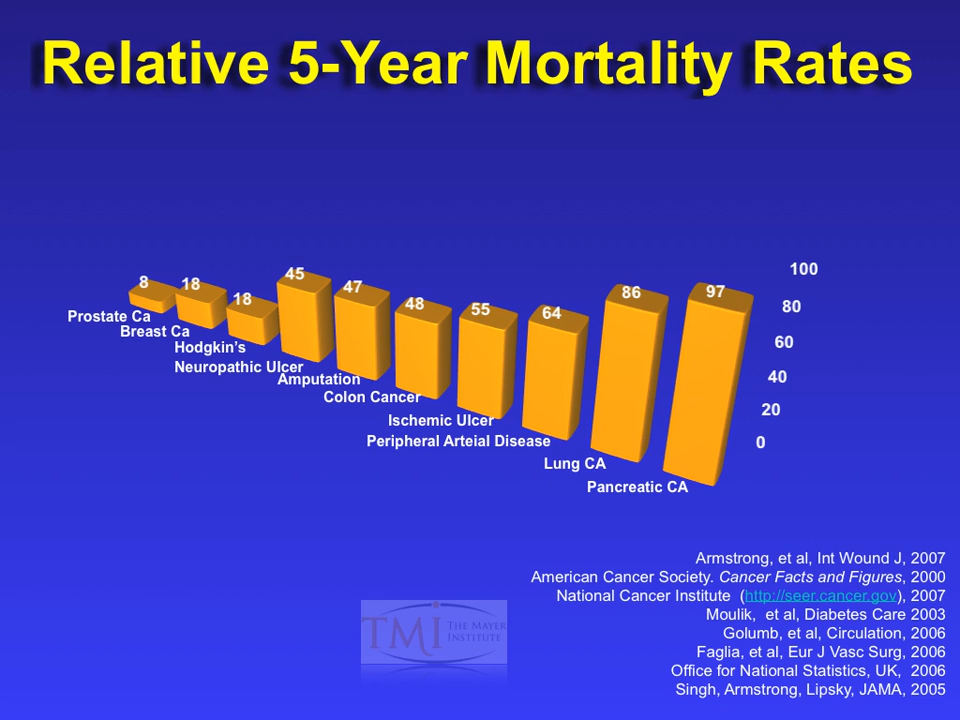 Relative 5-Year Mortality Rates
8
18
18
45
47
48
55
64
86
97
Prostate Ca
Breast Ca
Hodgkin's
Neuropathic Ulcer
Amputation
Colon Cancer
Ischemic Ulcer
Peripheral Arteial Disease
Lung CA
Pancreatic CA
100
80
60
40
20
0
Armstrong, et al, Int Wound J, 2007
American Cancer Society. Cancer Facts and Figures, 2000
National Cancer Institute (http://seer.cancer.gov), 2007
Moulik, et al, Diabetes Care 2003
Golumb, et al, Circulation, 2006
Faglia, et al, Eur J Vasc Surg, 2006
Office for National Statistics, UK, 2006
Singh, Armstrong, Lipsky, JAMA, 2005
TMI THE MAYER
INSTITUTE